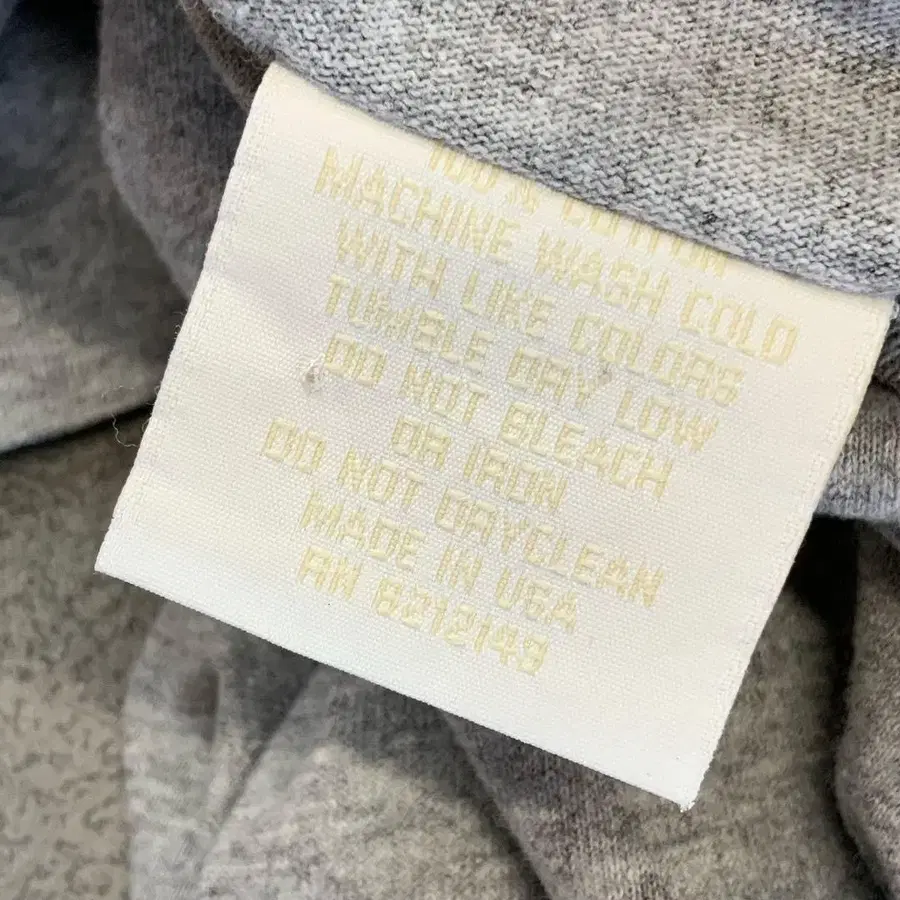 100% COTTON
MACHINE WASH COLD
WITH LIKE COLORS
TUMBLE DRY LOW
DO NOT BLEACH
OR IRON
DO NOT DRYCLEAN
MADE IN USA
RN 8212149